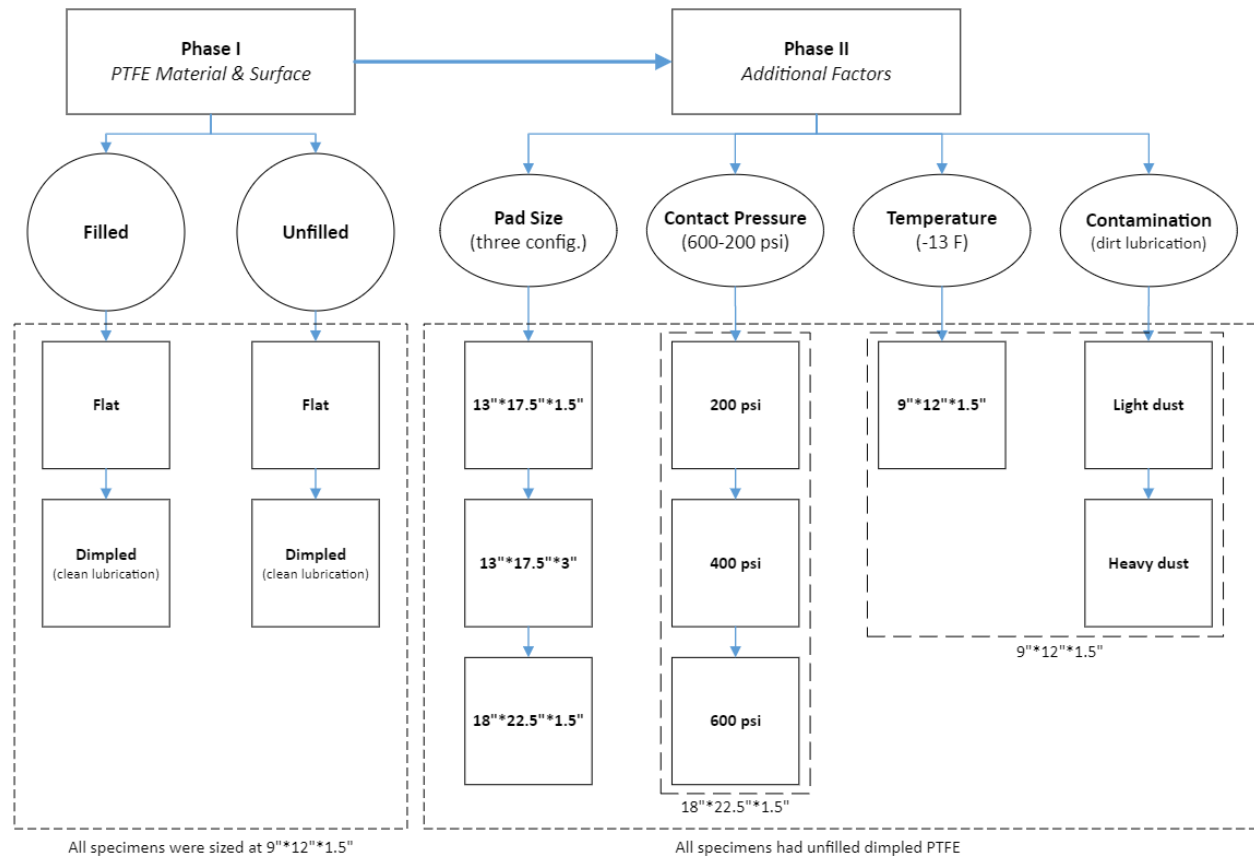 Phase I
PTFE Material & Surface
Phase II
Additional Factors
Filled
Unfilled
Pad Size
(three config.)
Contact Pressure
(600-200 psi)
Temperature
(-13 F)
Contamination
(dirt lubrication)
Flat
Flat
13"*17.5"*1.5"
200 psi
9"*12"*1.5"
Light dust
Dimpled
(clean lubrication)
Dimpled
(clean lubrication)
13"*17.5"*3"
400 psi
Heavy dust
9"*12"*1.5"
18"*22.5"*1.5"
600 psi
18"*22.5"*1.5"
All specimens were sized at 9"*12"*1.5"
All specimens had unfilled dimpled PTFE